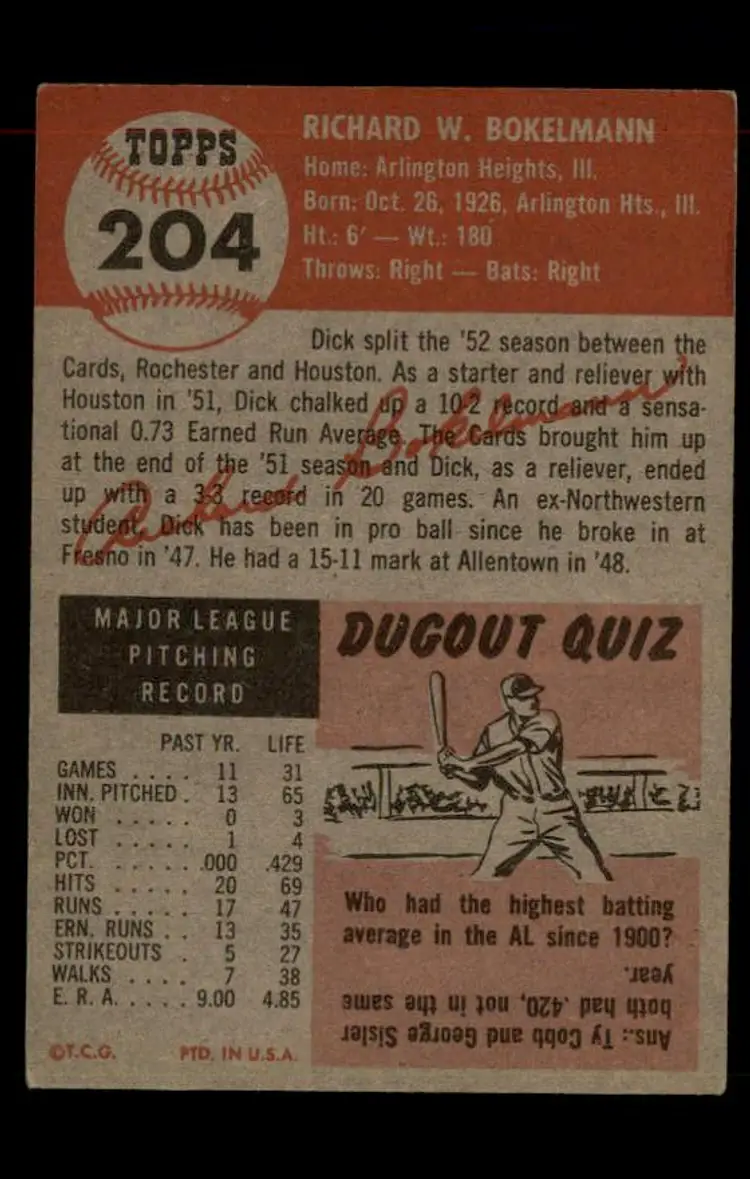 TOPPS
204
RICHARD W. BOKELMANN
Home: Arlington Heights, Ill.
Born: Oct. 26, 1926, Arlington Hts., Ill.
Ht.: 6' — Wt.: 180
Throws: Right — Bats: Right
Dick split the '52 season between the
Cards, Rochester and Houston. As a starter and reliever with
Houston in '51, Dick chalked up a 10-2 record and a sensa-
tional 0.73 Earned Run Average. The Cards brought him up
at the end of the '51 season and Dick, as a reliever, ended
up with a 3-3 record in 20 games. An ex-Northwestern
student, Dick has been in pro ball since he broke in at
Fresno in '47. He had a 15-11 mark at Allentown in '48.
Richard Bokelmann
MAJOR LEAGUE
PITCHING
RECORD
PAST YR. LIFE
GAMES . . . . 11 31
INN. PITCHED . 13 65
WON . . . . . 0 3
LOST . . . . . 1 4
PCT. . . . . . .000 .429
HITS . . . . . 20 69
RUNS . . . . . 17 47
ERN. RUNS . . 13 35
STRIKEOUTS . 5 27
WALKS . . . . 7 38
E. R. A. . . . . 9.00 4.85
©T.C.G. PTD. IN U.S.A.
DUGOUT QUIZ
Who had the highest batting
average in the AL since 1900?
Ans.: Ty Cobb and George Sisler
both had .420, not in the same
year.